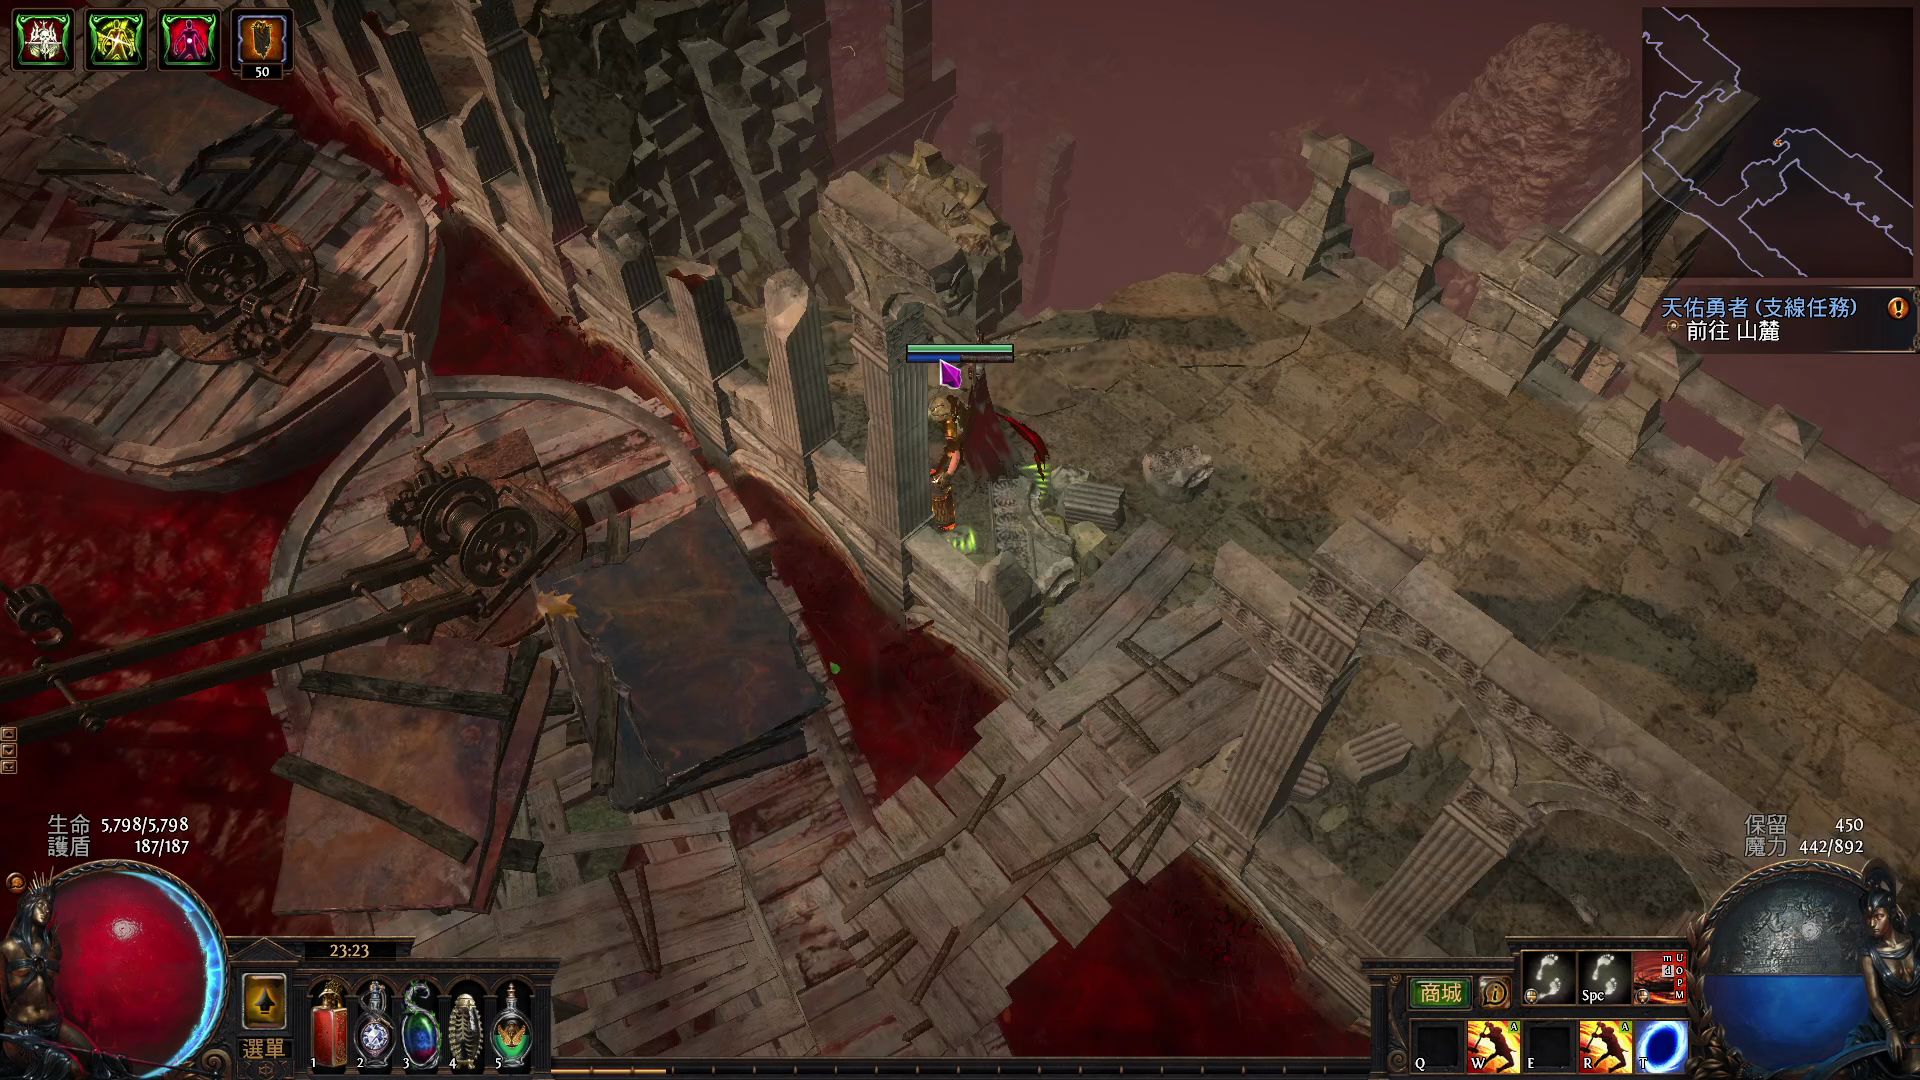 50
天佑勇者 (支線任務)
前往 山麓
生命 5,798/5,798
護盾 187/187
保留 450
魔力 442/892
23:23
選單
1 2 3 4 5
商城
Spc
m U
d O
P
M
Q W A E R A T